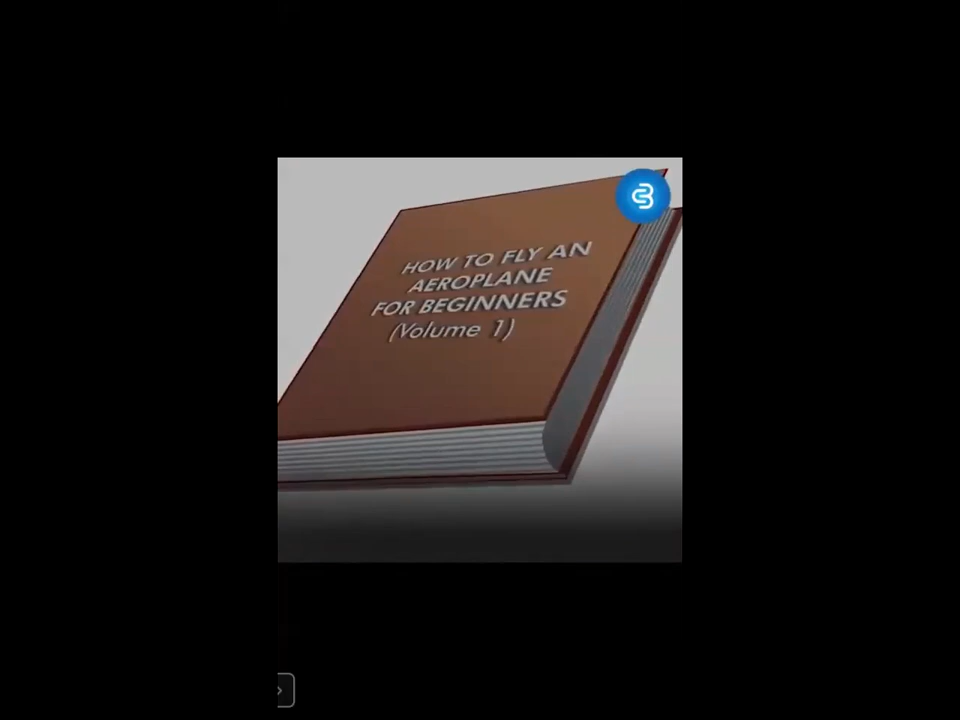 HOW TO FLY AN
AEROPLANE
FOR BEGINNERS
(Volume 1)